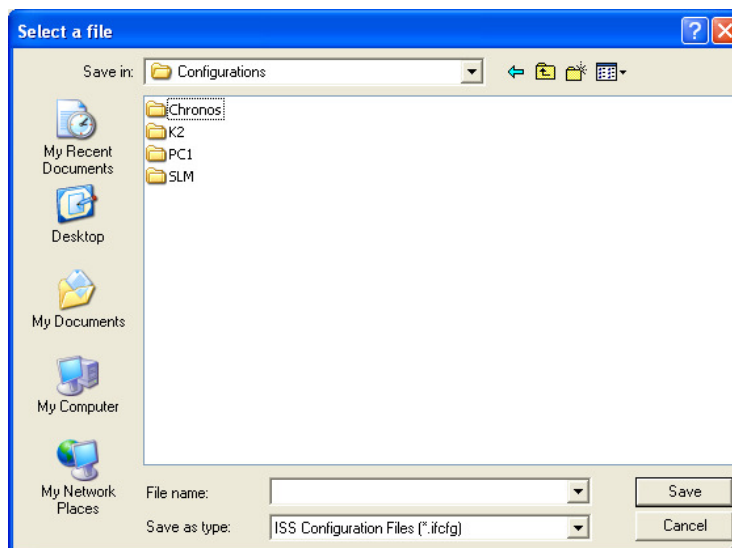 Select a file
Save in: Configurations
Chronos
K2
PC1
SLM
My Recent
Documents
Desktop
My Documents
My Computer
My Network
Places
File name:
Save
Save as type: ISS Configuration Files (*.ifcfg)
Cancel